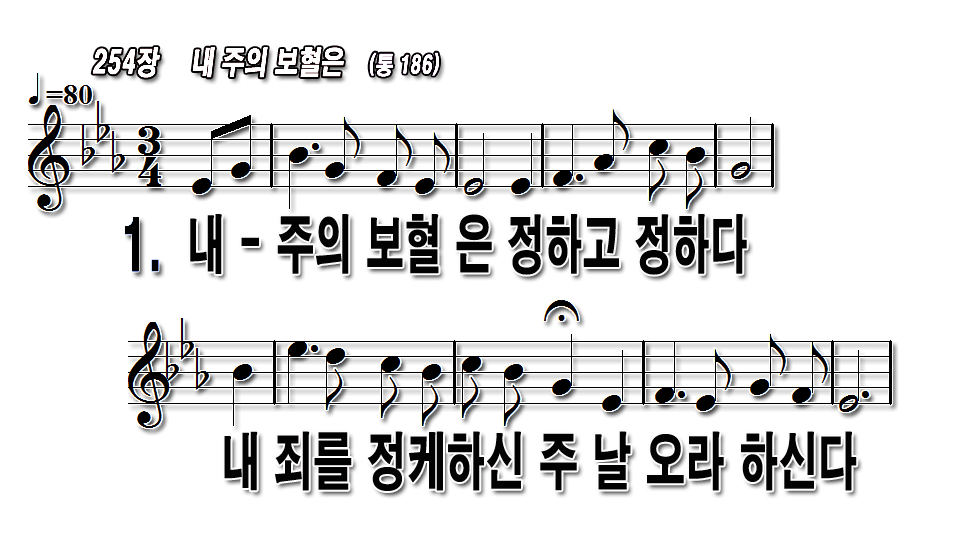 254장 내 주의 보혈은 (통 186)
♩=80
3/4
1. 내 - 주의 보혈 은 정하고 정하다
내 죄를 정케하신 주 날 오라 하신다